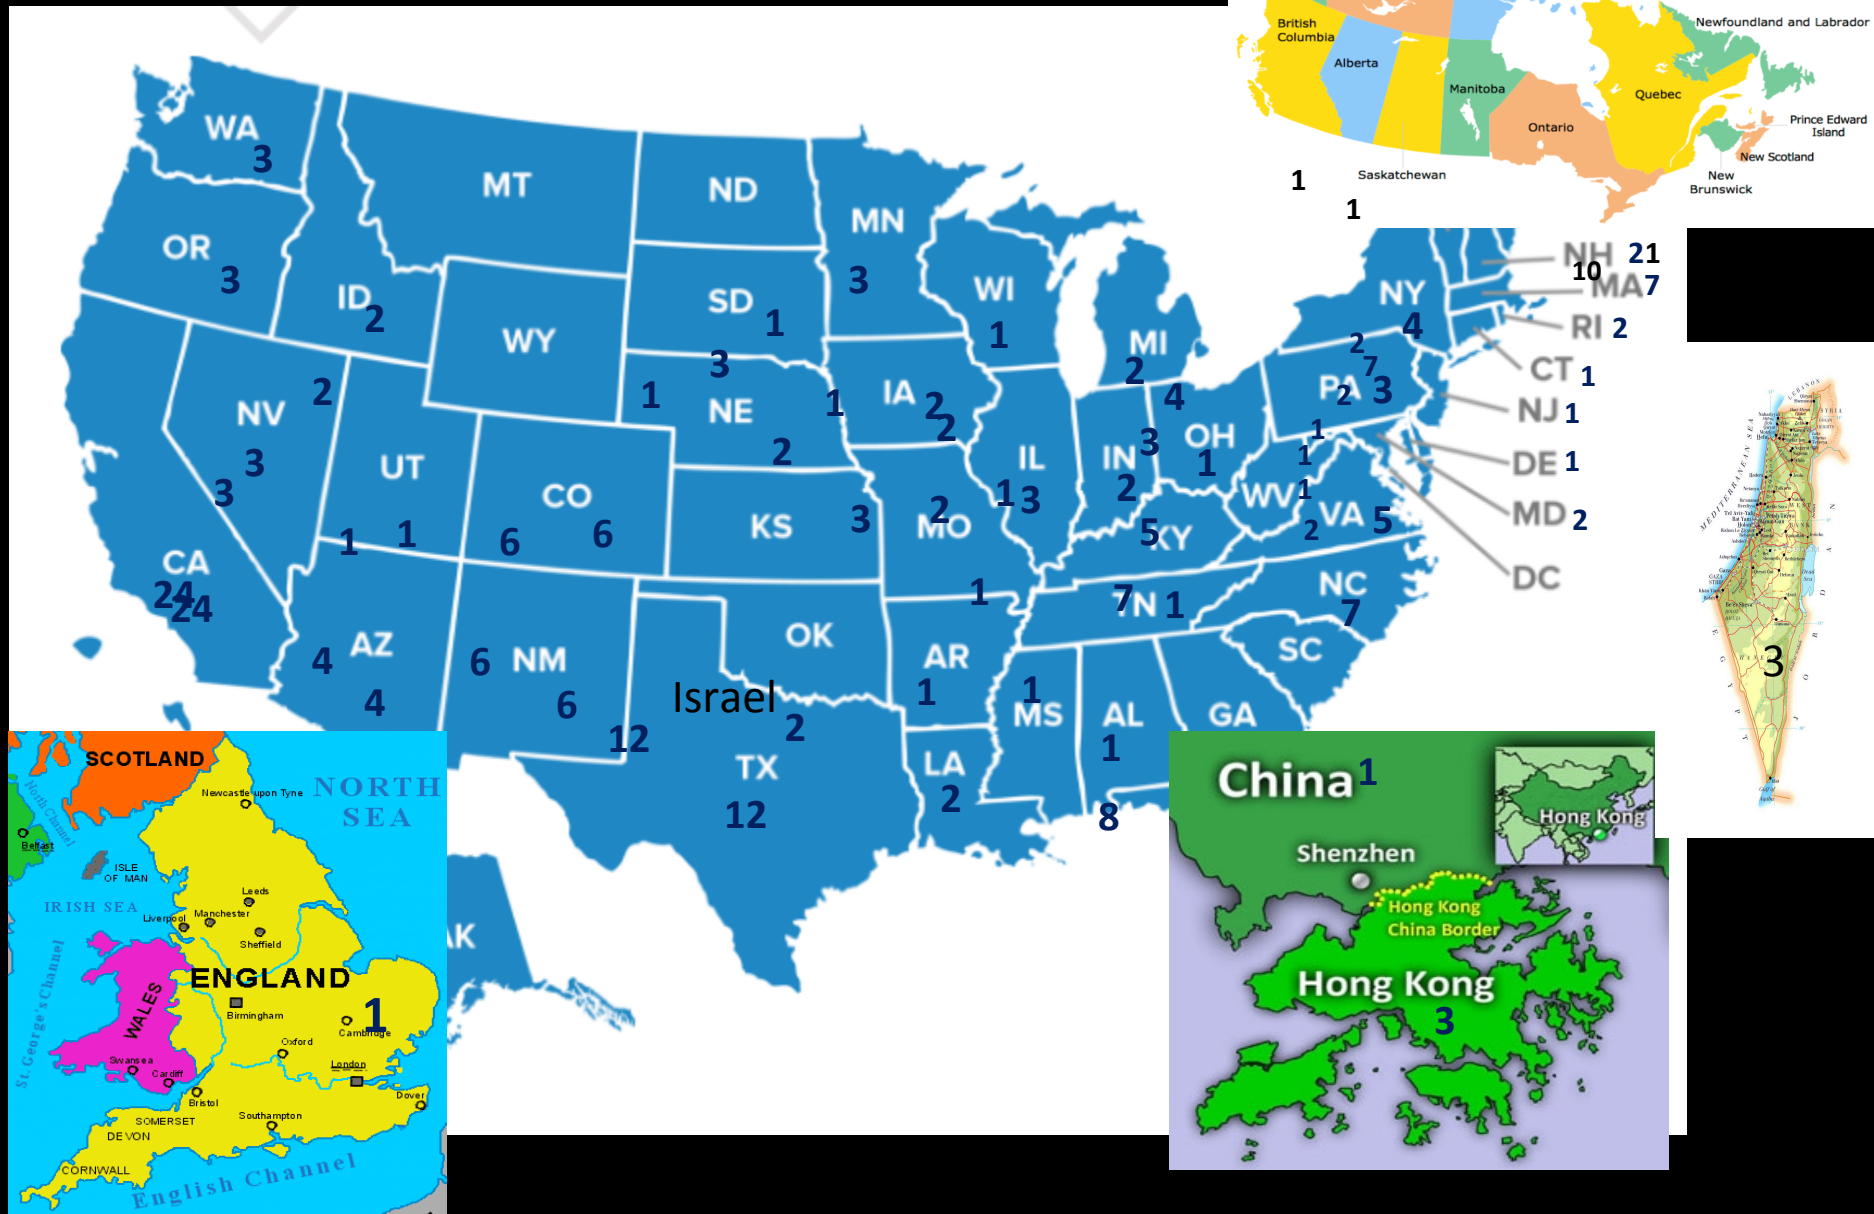 WA
3
OR
3
ID
2
MT
ND
MN
3
SD
1
WY
3
1
NE
2
1
IA
2
2
WI
1
MI
2
NV
2
3
3
UT
1
1
CO
6
6
KS
3
MO
2
1
IL
1
3
IN
3
2
OH
4
1
KY
5
WV
1
1
1
2
VA
5
PA
2
7
2
3
NY
4
NH
21
10
MA
7
RI
2
CT
1
NJ
1
DE
1
MD
2
DC
CA
24
24
AZ
4
4
NM
6
6
12
OK
Israel
TX
2
12
AR
1
LA
2
MS
1
AL
1
8
GA
SC
NC
7
TN
7
1
AK
British
Columbia
Alberta
Saskatchewan
Manitoba
Ontario
Quebec
Newfoundland and Labrador
Prince Edward
Island
New Scotland
New
Brunswick
1
1
MEDITERRANEAN SEA
LEBANON
SYRIA
EGYPT
3
SCOTLAND
NORTH
SEA
Newcastle upon Tyne
North Channel
Belfast
ISLE
OF MAN
IRISH SEA
Leeds
Liverpool
Manchester
Sheffield
St. George's Channel
ENGLAND
WALES
Birmingham
1
Cambridge
Oxford
London
Swansea
Cardiff
Bristol
Dover
SOMERSET
Southampton
DEVON
CORNWALL
English Channel
China
1
Hong Kong
Shenzhen
Hong Kong
China Border
Hong Kong
3